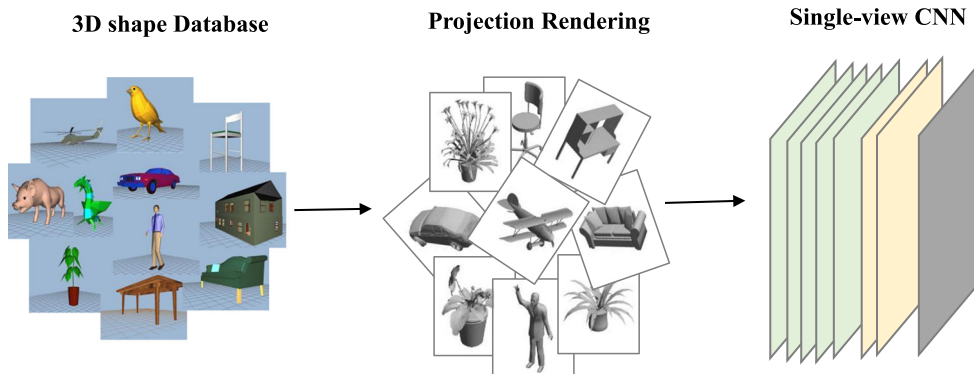 3D shape Database
Projection Rendering
Single-view CNN